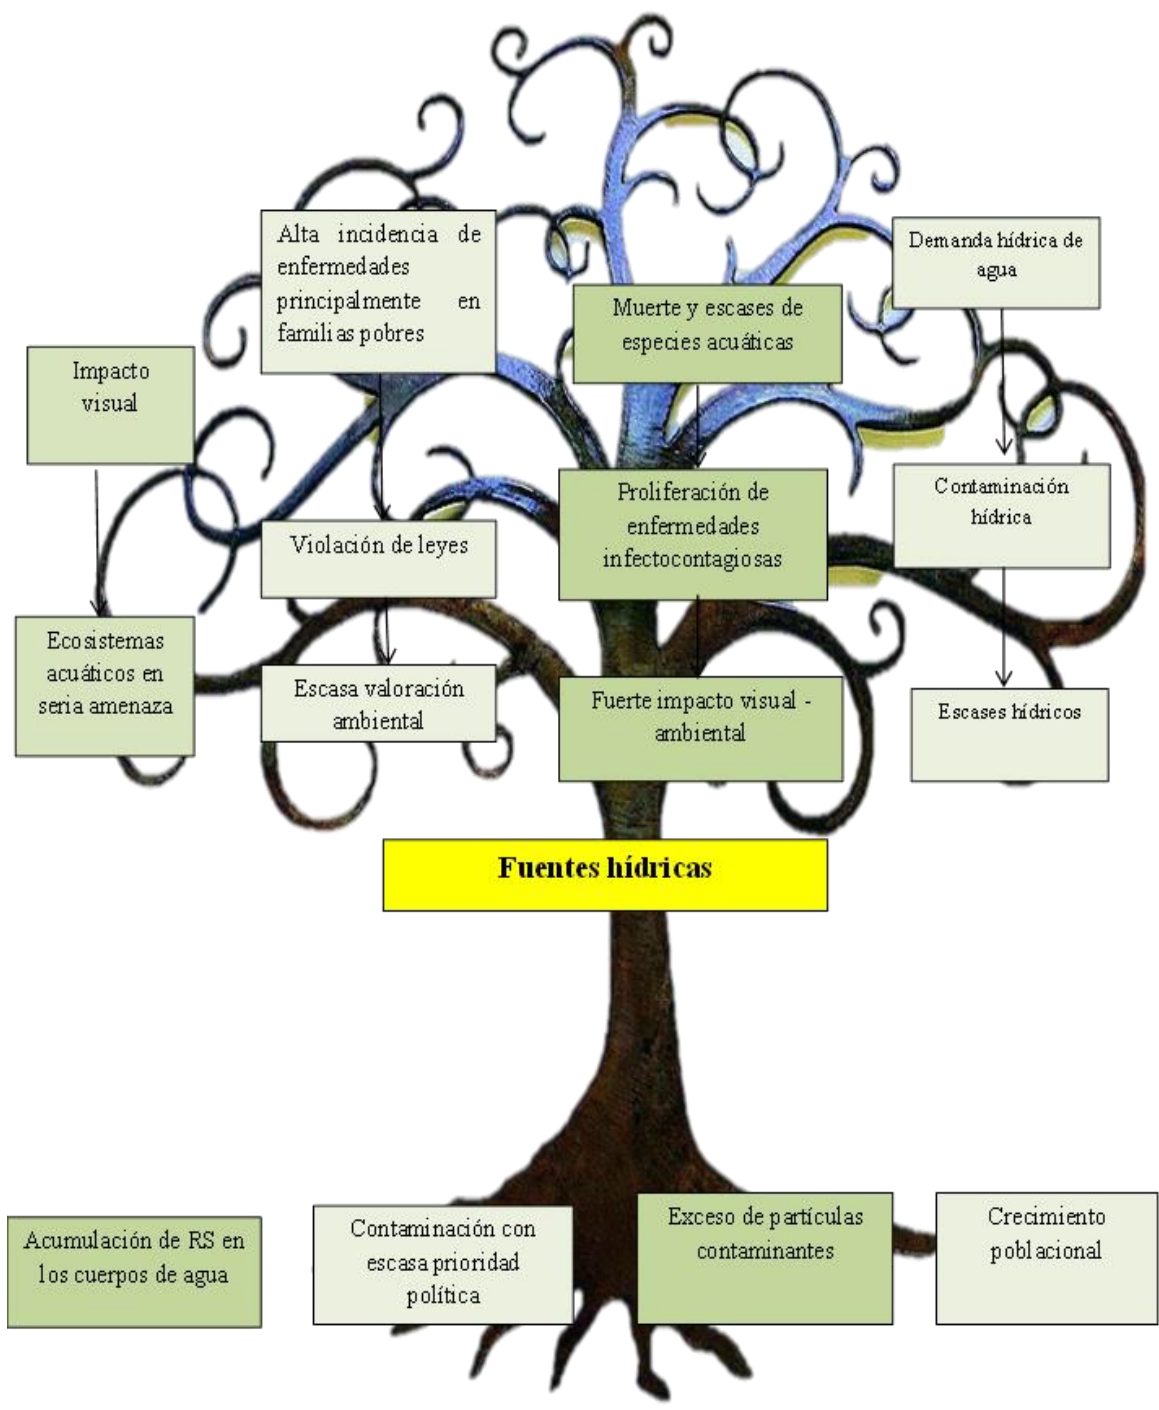 Alta incidencia de
enfermedades
principalmente en
familias pobres
Demanda hídrica de
agua
Muerte y escases de
especies acuáticas
Impacto
visual
Contaminación
hídrica
Proliferación de
enfermedades
infectocontagiosas
Violación de leyes
Ecosistemas
acuáticos en
seria amenaza
Escasa valoración
ambiental
Fuerte impacto visual -
ambiental
Escases hídricos
Fuentes hídricas
Acumulación de RS en
los cuerpos de agua
Contaminación con
escasa prioridad
política
Exceso de partículas
contaminantes
Crecimiento
poblacional